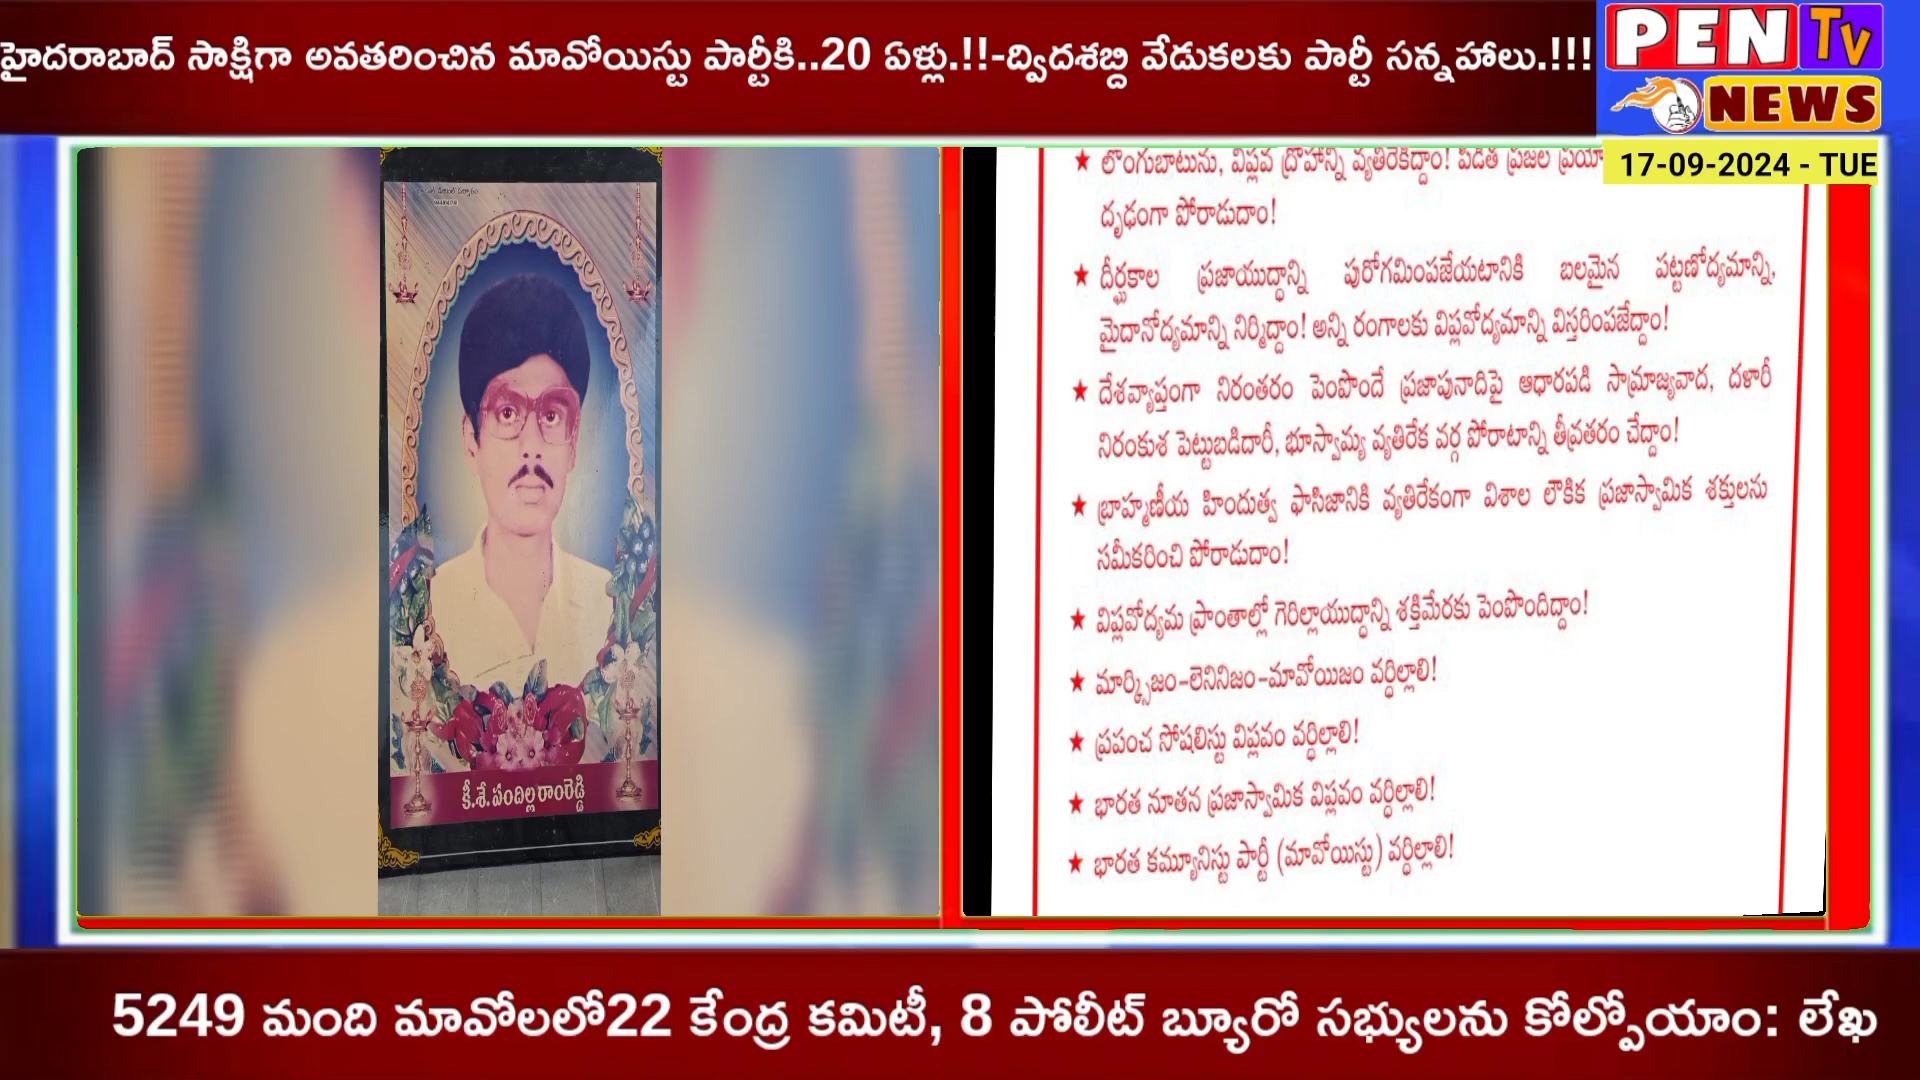 హైదరాబాద్ సాక్షిగా అవతరించిన మావోయిస్టు పార్టీకి..20 ఏళ్లు.!!-ద్విదశబ్ది వేడుకలకు పార్టీ సన్నహాలు.!!!
PEN Tv
NEWS
17-09-2024 - TUE
కీ.శే. పందిల్ల రాంరెడ్డి
★ లొంగుబాటును, విప్లవ ద్రోహాన్ని వ్యతిరేకిద్దాం! పీడిత ప్రజల
దృఢంగా పోరాడుదాం!
★ దీర్ఘకాల ప్రజాయుద్ధాన్ని పురోగమింపజేయటానికి బలమైన పట్టణోద్యమాన్ని,
మైదానోద్యమాన్ని నిర్మిద్దాం! అన్ని రంగాలకు విప్లవోద్యమాన్ని విస్తరింపజేద్దాం!
★ దేశవ్యాప్తంగా నిరంతరం పెంపొందే ప్రజాపునాదిపై ఆధారపడి సామ్రాజ్యవాద, దళారీ
నిరంకుశ పెట్టుబడిదారీ, భూస్వామ్య వ్యతిరేక వర్గ పోరాటాన్ని తీవ్రతరం చేద్దాం!
★ బ్రాహ్మణీయ హిందుత్వ ఫాసిజానికి వ్యతిరేకంగా విశాల లౌకిక ప్రజాస్వామిక శక్తులను
సమీకరించి పోరాడుదాం!
★ విప్లవోద్యమ ప్రాంతాల్లో గెరిల్లాయుద్ధాన్ని శక్తిమేరకు పెంపొందిద్దాం!
★ మార్క్సిజం-లెనినిజం-మావోయిజం వర్ధిల్లాలి!
★ ప్రపంచ సోషలిస్టు విప్లవం వర్ధిల్లాలి!
★ భారత నూతన ప్రజాస్వామిక విప్లవం వర్ధిల్లాలి!
★ భారత కమ్యూనిస్టు పార్టీ (మావోయిస్టు) వర్ధిల్లాలి!
5249 మంది మావోలలో22 కేంద్ర కమిటీ, 8 పోలీట్ బ్యూరో సభ్యులను కోల్పోయాం: లేఖ